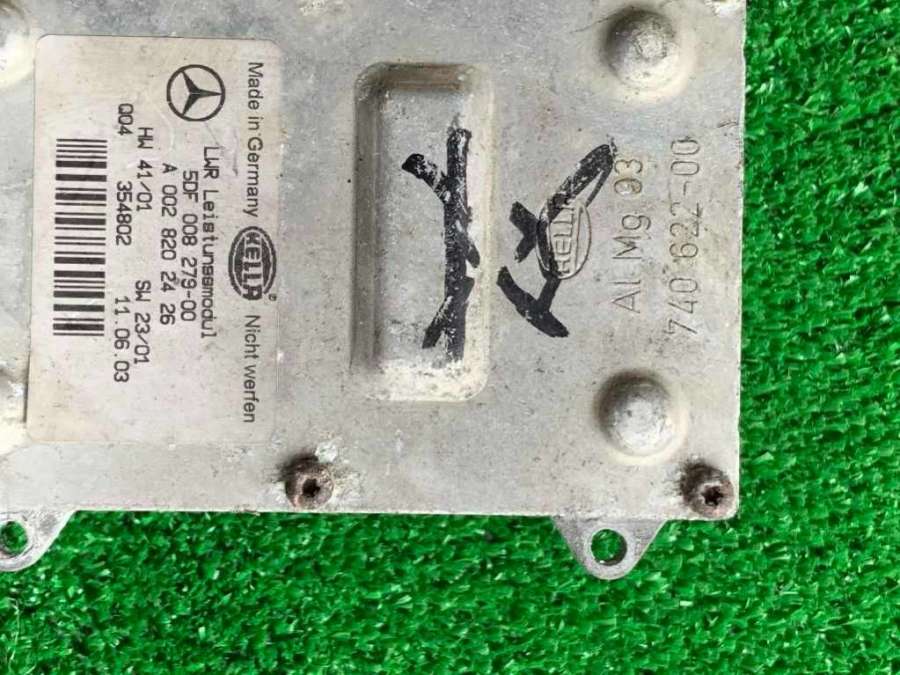 Made in Germany HELLA Nicht werfen
LWR Leistungsmodul
5DF 008 279-00
A 002 820 24 26
HW 41/01 SW 23/01
Q04 354802 11.06.03
HELLA
Al Mg 03
740 622-00